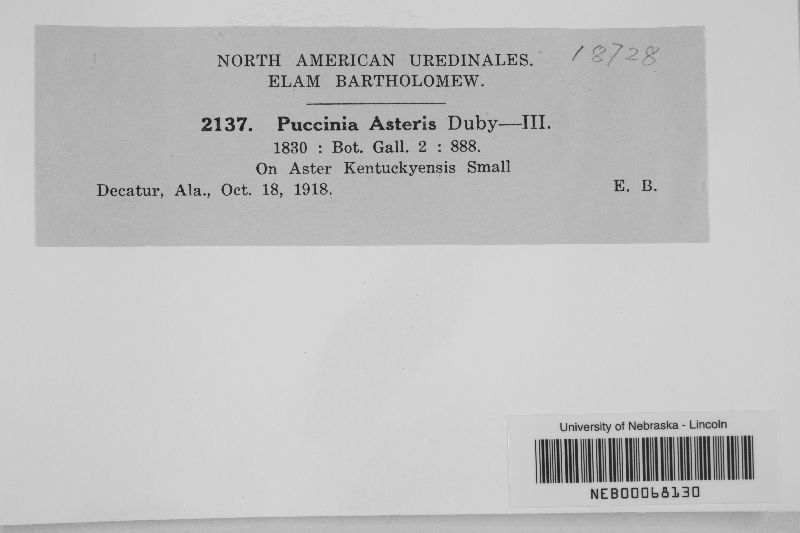 NORTH AMERICAN UREDINALES. 18728
ELAM BARTHOLOMEW.
2137. Puccinia Asteris Duby—III.
1830 : Bot. Gall. 2 : 888.
On Aster Kentuckyensis Small
Decatur, Ala., Oct. 18, 1918. E. B.
University of Nebraska - Lincoln
NEB00068130